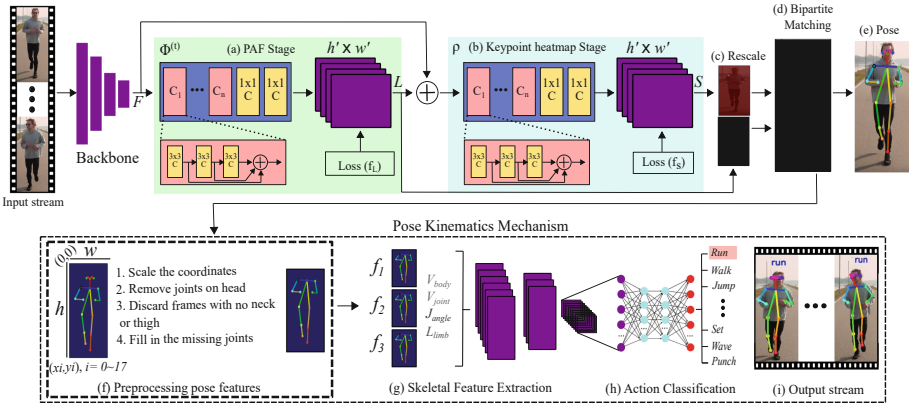 (d) Bipartite
Matching
Φ(t)
(a) PAF Stage
h′ x w′
ρ
(b) Keypoint heatmap Stage
h′ x w′
(c) Rescale
(e) Pose
F
C1
Cn
1x1
C
1x1
C
L
C1
Cn
1x1
C
1x1
C
S
Backbone
3x3
C
3x3
C
3x3
C
Loss (fL)
3x3
C
3x3
C
3x3
C
Loss (fS)
Input stream
Pose Kinematics Mechanism
(0,0)
w
h
1. Scale the coordinates
2. Remove joints on head
3. Discard frames with no neck
or thigh
4. Fill in the missing joints
(xi,yi), i= 0~17
f1
f2
f3
Vbody
Vjoint
Jangle
Llimb
Run
Walk
Jump
Set
Wave
Punch
run
run
(f) Preprocessing pose features
(g) Skeletal Feature Extraction
(h) Action Classification
(i) Output stream